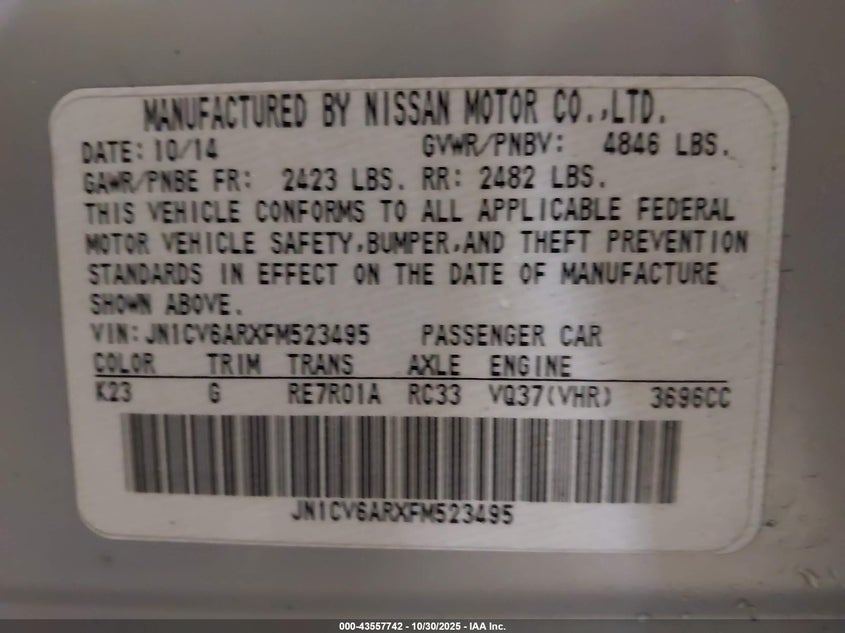 MANUFACTURED BY NISSAN MOTOR CO.,LTD.
DATE: 10/14 GVWR/PNBV: 4846 LBS.
GAWR/PNBE FR: 2423 LBS. RR: 2482 LBS.
THIS VEHICLE CONFORMS TO ALL APPLICABLE FEDERAL
MOTOR VEHICLE SAFETY,BUMPER,AND THEFT PREVENTION
STANDARDS IN EFFECT ON THE DATE OF MANUFACTURE
SHOWN ABOVE.
VIN:JN1CV6ARXFM523495 PASSENGER CAR
COLOR TRIM TRANS AXLE ENGINE
K23 G RE7R01A RC33 VQ37(VHR) 3696CC
JN1CV6ARXFM523495
000-43557742 - 10/30/2025 - IAA Inc.